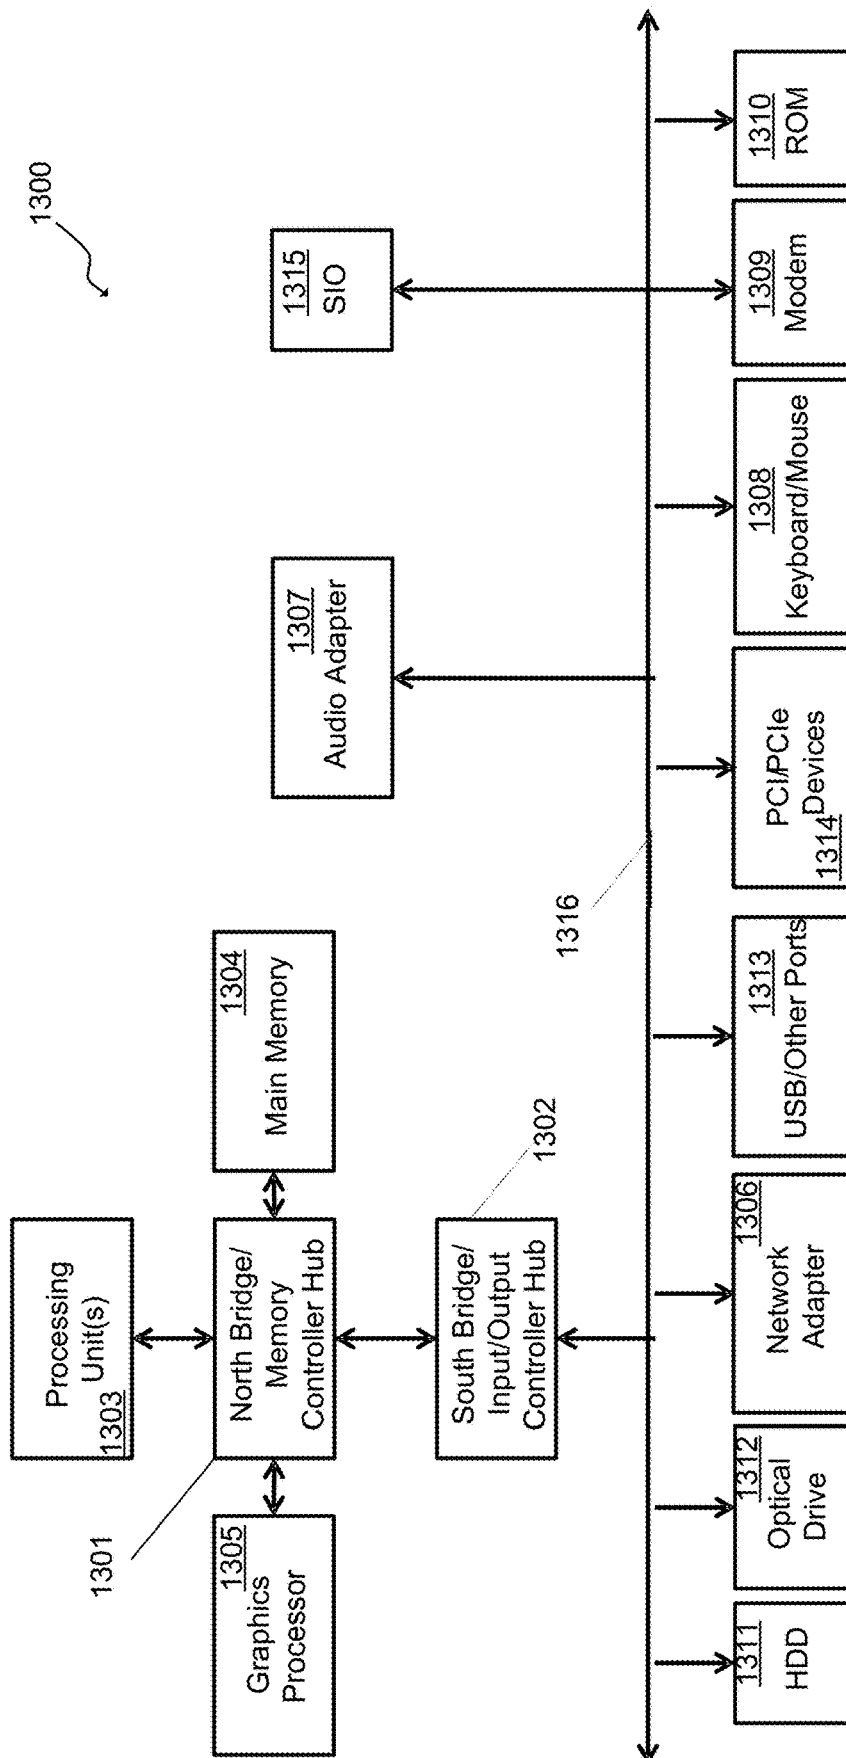 1300
Processing
Unit(s)
1303
1301
1305
Graphics
Processor
North Bridge/
Memory
Controller Hub
1304
Main Memory
1307
Audio Adapter
1315
SIO
South Bridge/
Input/Output
Controller Hub
1302
1316
1311
HDD
1312
Optical
Drive
1306
Network
Adapter
1313
USB/Other Ports
PCI/PCIe
Devices
1314
1308
Keyboard/Mouse
1309
Modem
1310
ROM